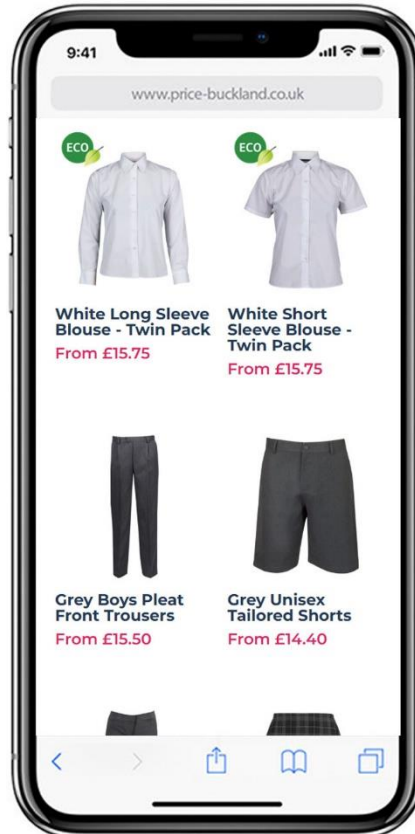 9:41
www.price-buckland.co.uk
ECO
ECO
White Long Sleeve
Blouse - Twin Pack
From £15.75
White Short
Sleeve Blouse -
Twin Pack
From £15.75
Grey Boys Pleat
Front Trousers
From £15.50
Grey Unisex
Tailored Shorts
From £14.40